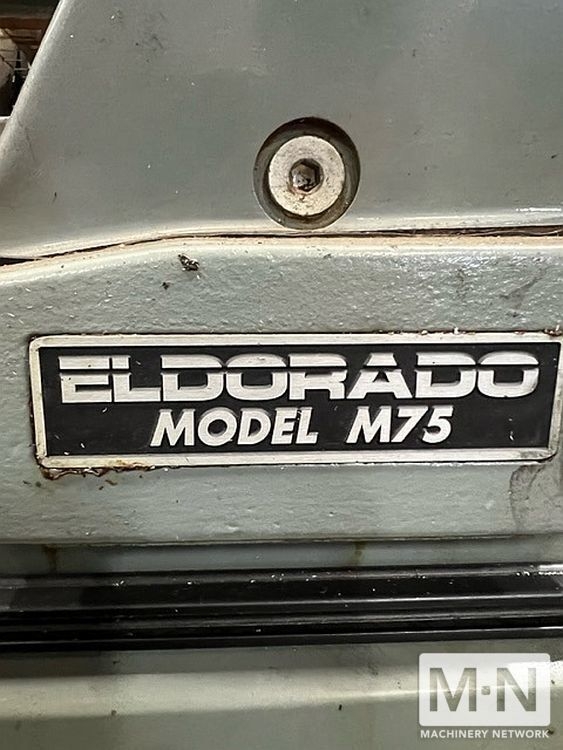 ELDORADO
MODEL M75
M·N
MACHINERY NETWORK